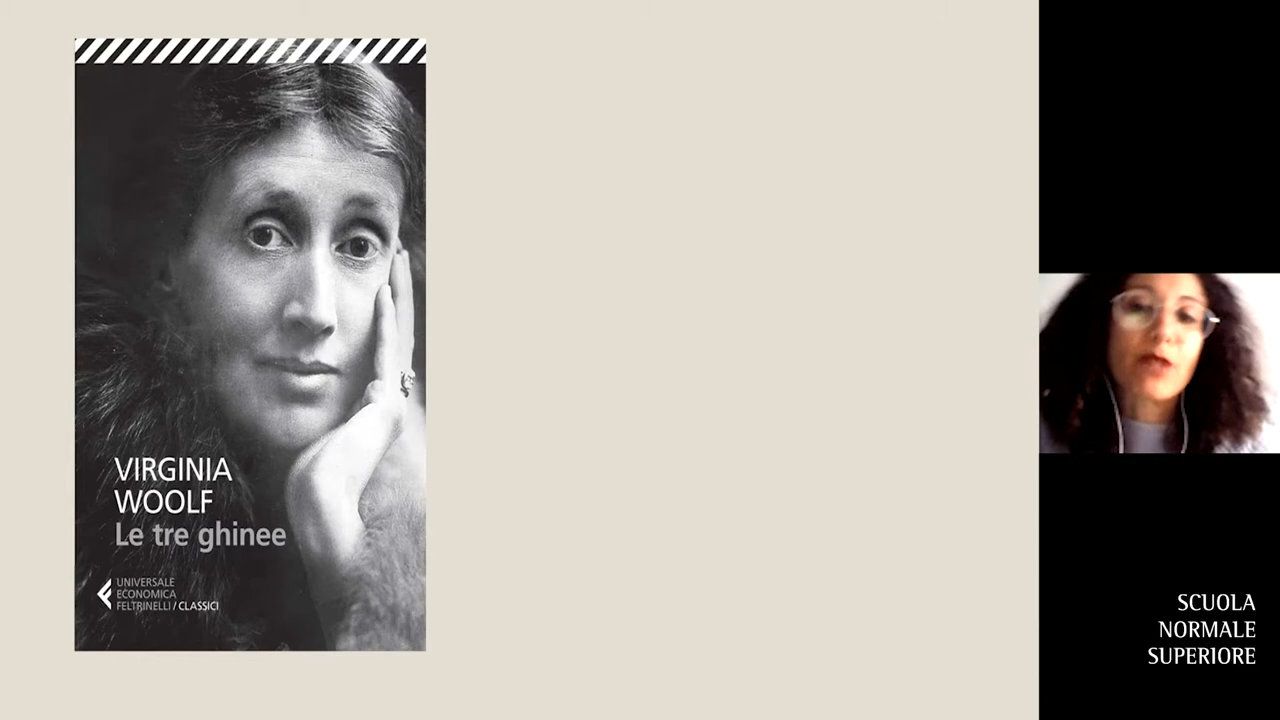 VIRGINIA
WOOLF
Le tre ghinee
UNIVERSALE
ECONOMICA
FELTRINELLI / CLASSICI
SCUOLA
NORMALE
SUPERIORE